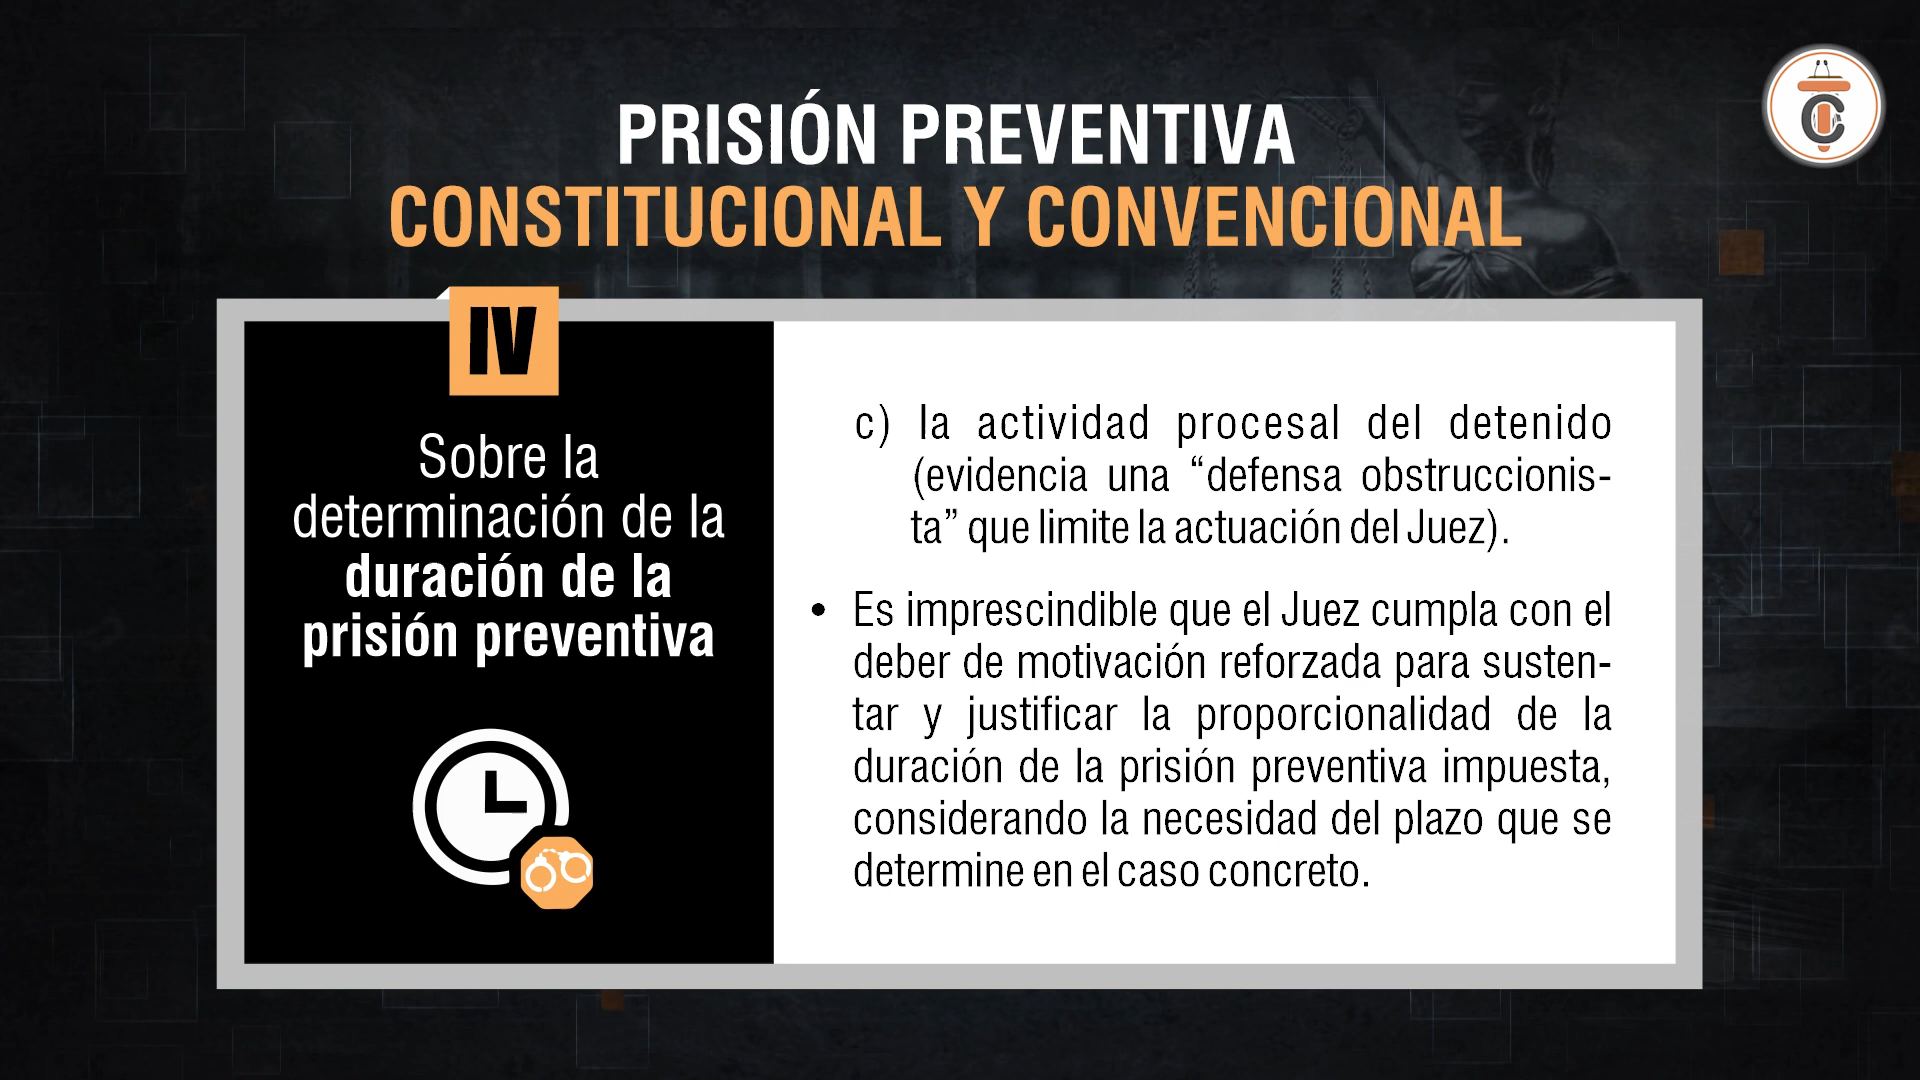 PRISIÓN PREVENTIVA
CONSTITUCIONAL Y CONVENCIONAL
IV
Sobre la
determinación de la
duración de la
prisión preventiva
c) la actividad procesal del detenido
(evidencia una “defensa obstruccionis-
ta” que limite la actuación del Juez).
• Es imprescindible que el Juez cumpla con el
deber de motivación reforzada para susten-
tar y justificar la proporcionalidad de la
duración de la prisión preventiva impuesta,
considerando la necesidad del plazo que se
determine en el caso concreto.